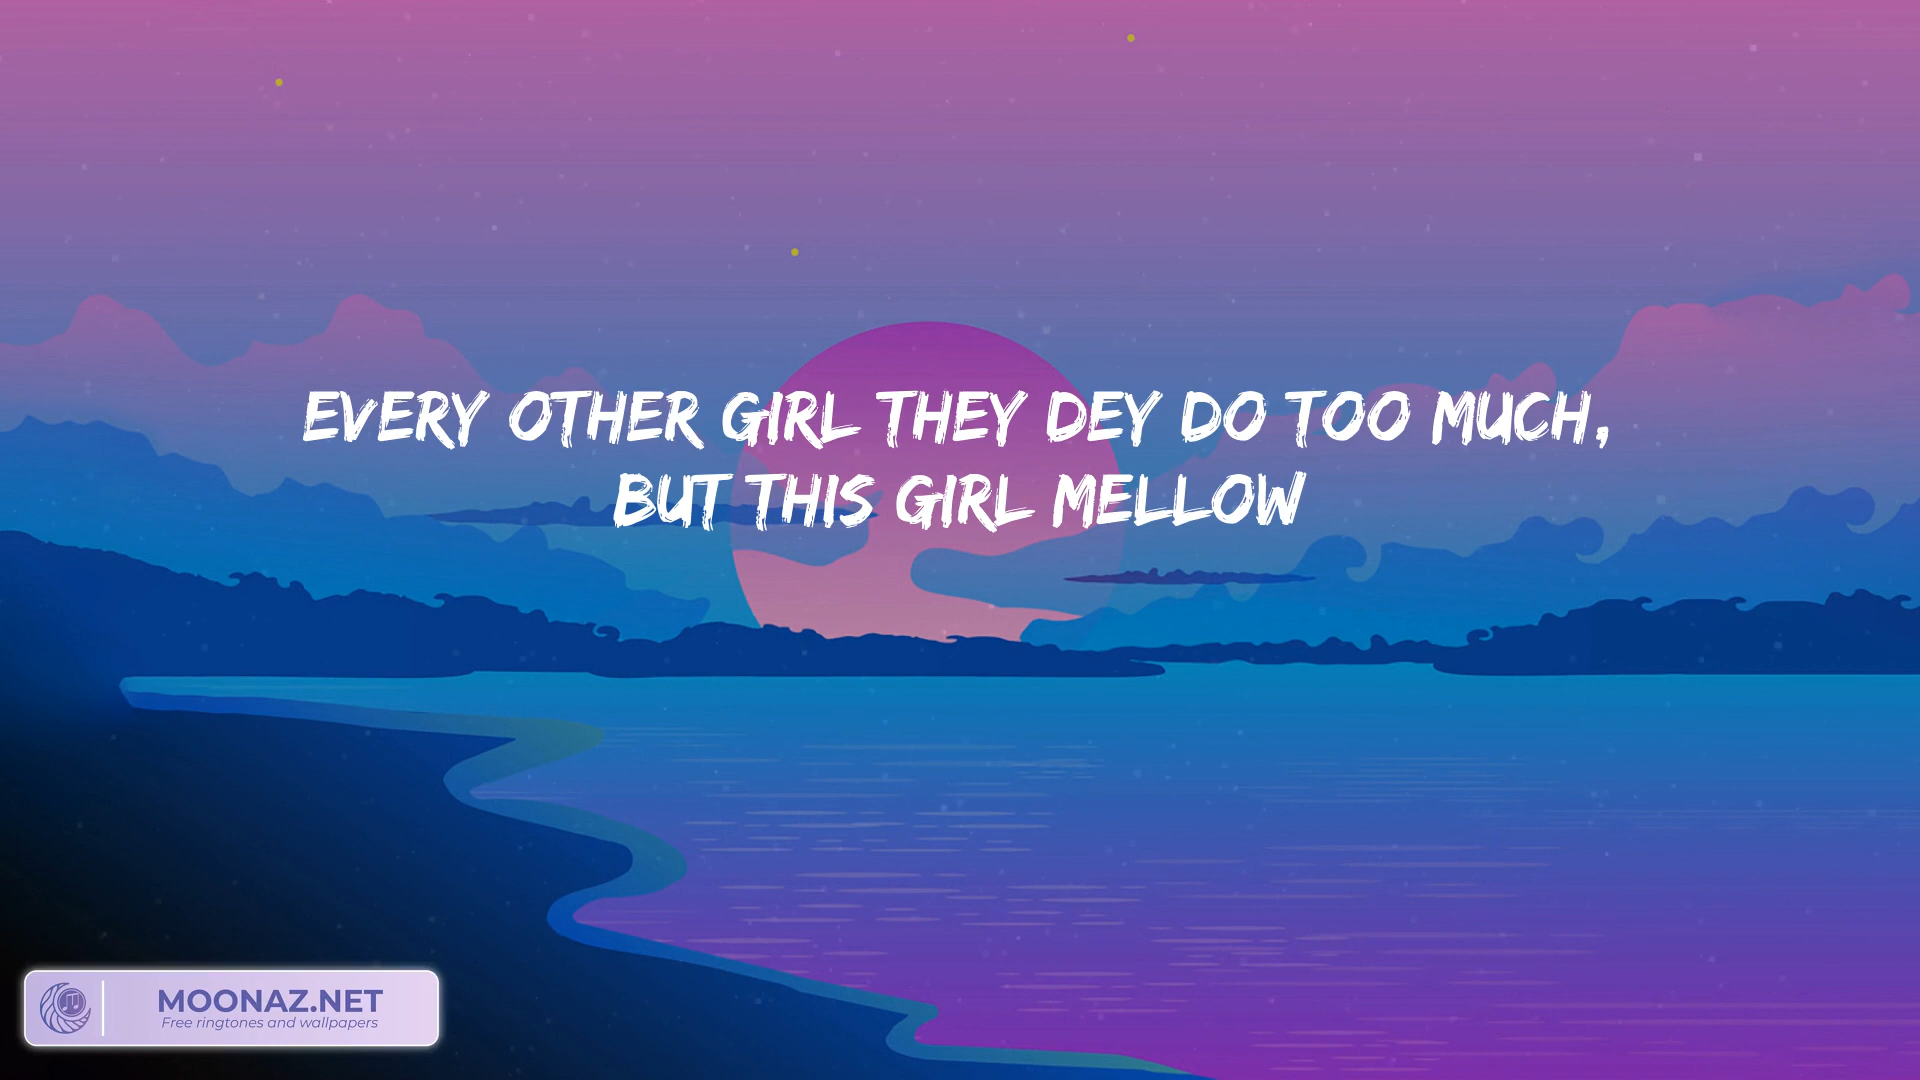 EVERY OTHER GIRL THEY DEY DO TOO MUCH,
BUT THIS GIRL MELLOW
MOONAZ.NET
Free ringtones and wallpapers